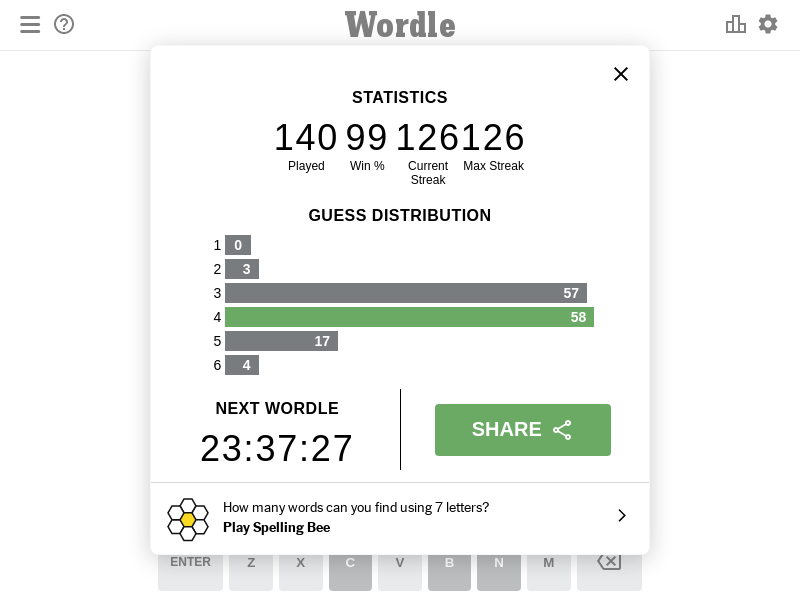 Wordle
STATISTICS
140 99 126 126
Played Win % Current Streak Max Streak
GUESS DISTRIBUTION
1 0
2 3
3 57
4 58
5 17
6 4
NEXT WORDLE
23:37:27
SHARE
How many words can you find using 7 letters?
Play Spelling Bee
ENTER Z X C V B N M